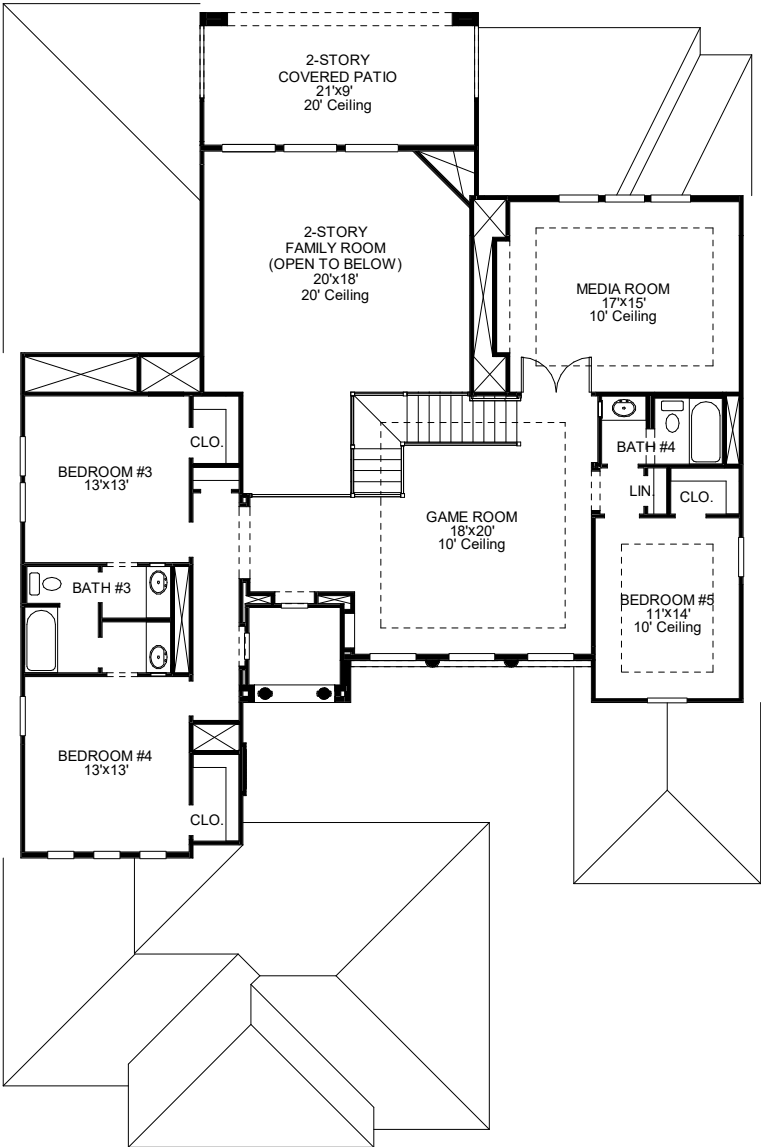 2-STORY
COVERED PATIO
21'x9'
20' Ceiling
2-STORY
FAMILY ROOM
(OPEN TO BELOW)
20'x18'
20' Ceiling
MEDIA ROOM
17'x15'
10' Ceiling
CLO.
BEDROOM #3
13'x13'
BATH #4
LIN.
CLO.
GAME ROOM
18'x20'
10' Ceiling
BATH #3
BEDROOM #5
11'x14'
10' Ceiling
BEDROOM #4
13'x13'
CLO.